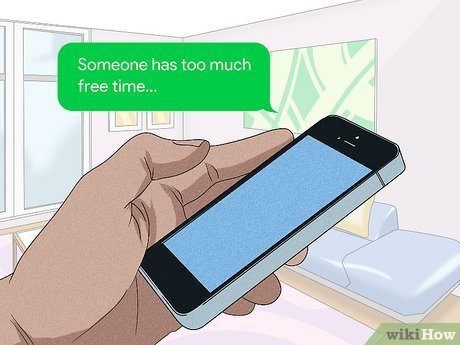 Someone has too much
free time...
wikiHow